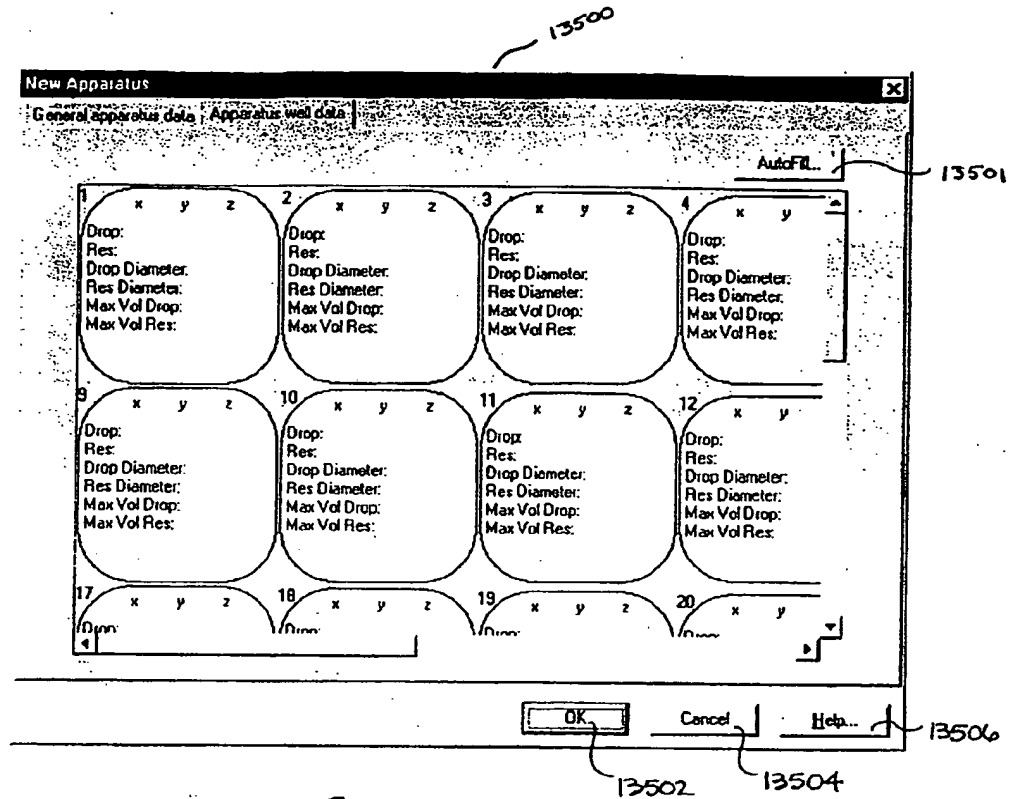 13500
New Apparatus
General apparatus data Apparatus well data
AutoFill... 13501
1 x y z 2 x y z 3 x y z 4 x y
Drop: Drop: Drop: Drop:
Res: Res: Res: Res:
Drop Diameter: Drop Diameter: Drop Diameter: Drop Diameter:
Res Diameter: Res Diameter: Res Diameter: Res Diameter:
Max Vol Drop: Max Vol Drop: Max Vol Drop: Max Vol Drop:
Max Vol Res: Max Vol Res: Max Vol Res: Max Vol Res:
9 x y z 10 x y z 11 x y z 12 x y
Drop: Drop: Drop: Drop:
Res: Res: Res: Res:
Drop Diameter: Drop Diameter: Drop Diameter: Drop Diameter:
Res Diameter: Res Diameter: Res Diameter: Res Diameter:
Max Vol Drop: Max Vol Drop: Max Vol Drop: Max Vol Drop:
Max Vol Res: Max Vol Res: Max Vol Res: Max Vol Res:
17 x y z 18 x y z 19 x y z 20 x y
Drop: Drop: Drop: Drop:
OK Cancel Help... 13506
13502 13504